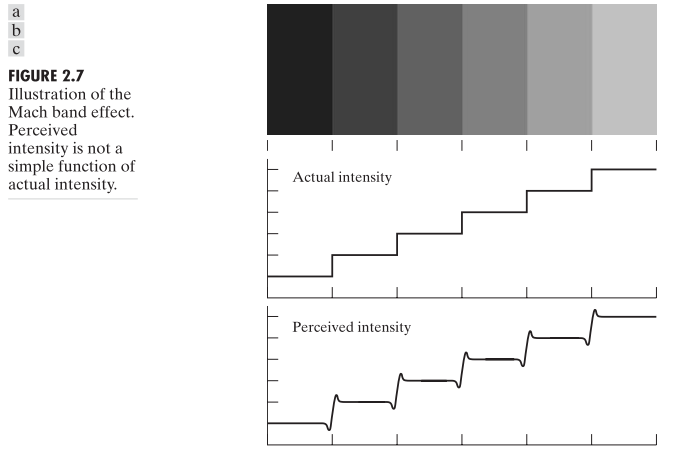 a
b
c
FIGURE 2.7
Illustration of the
Mach band effect.
Perceived
intensity is not a
simple function of
actual intensity.
Actual intensity
Perceived intensity